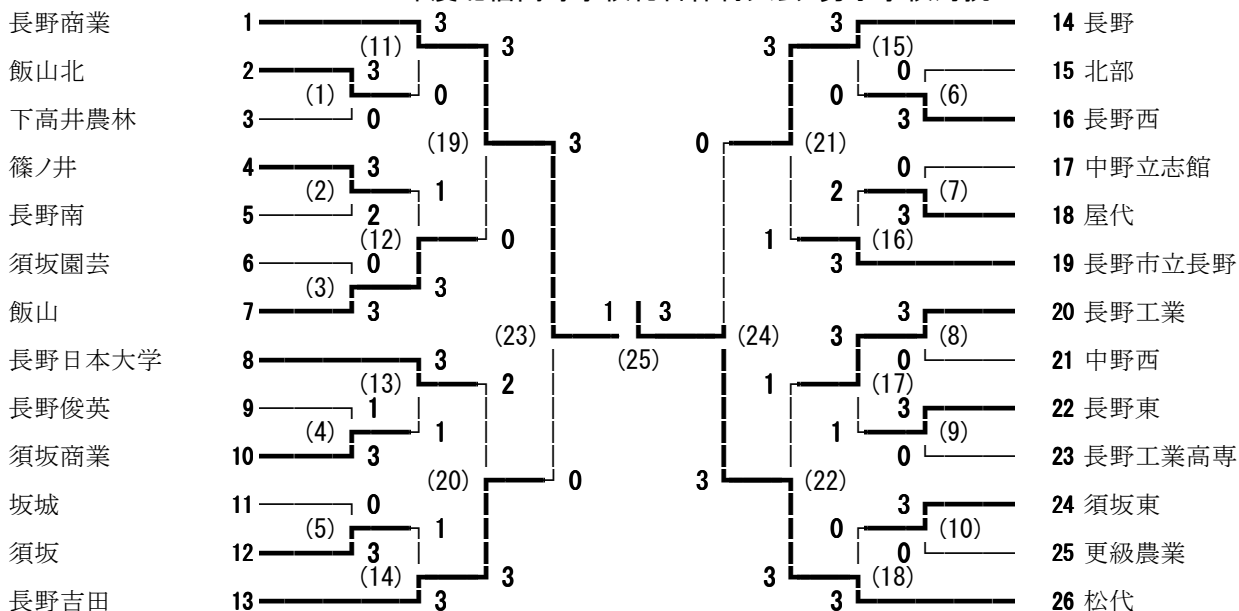 長野商業 1 3 3 14 長野
(11) 3 3 (15)
飯山北 2 3 0 15 北部
(1) 0 0 (6)
下高井農林 3 0 3 16 長野西
(19) 3 0 (21)
篠ノ井 4 3 0 17 中野立志館
(2) 1 2 (7)
長野南 5 2 3 18 屋代
(12) 0 1 (16)
須坂園芸 6 0 3 19 長野市立長野
(3) 3
飯山 7 3 1 3 3 20 長野工業
(23) (24) 3 (8)
長野日本大学 8 3 (25) 0 21 中野西
(13) 2 1 (17)
長野俊英 9 1 3 22 長野東
(4) 1 1 (9)
須坂商業 10 3 0 23 長野工業高専
(20) 0 3 (22)
坂城 11 0 3 24 須坂東
(5) 1 0 (10)
須坂 12 3 0 25 更級農業
(14) 3 3 (18)
長野吉田 13 3 3 26 松代